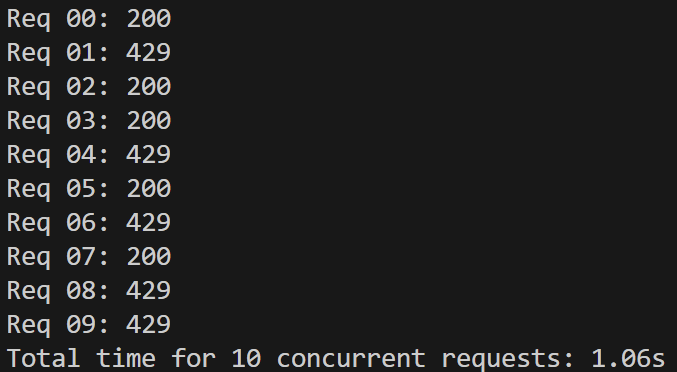 Req 00: 200
Req 01: 429
Req 02: 200
Req 03: 200
Req 04: 429
Req 05: 200
Req 06: 429
Req 07: 200
Req 08: 429
Req 09: 429
Total time for 10 concurrent requests: 1.06s